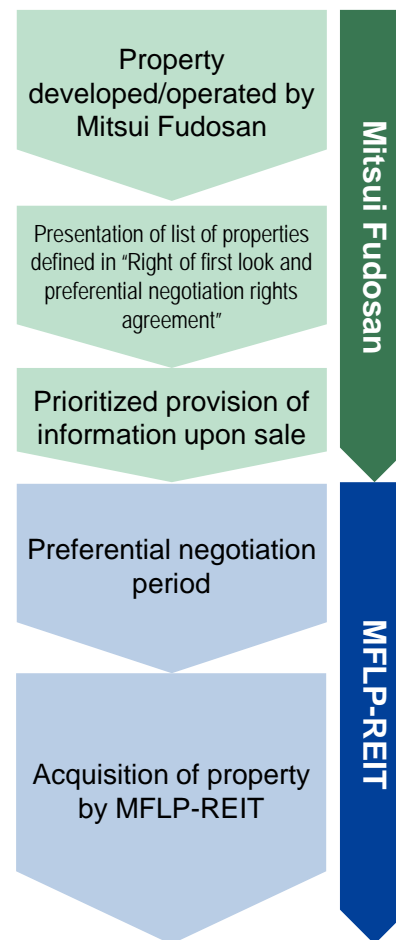 Property
developed/operated by
Mitsui Fudosan
Presentation of list of properties
defined in “Right of first look and
preferential negotiation rights
agreement”
Prioritized provision of
information upon sale
Mitsui Fudosan
Preferential negotiation
period
Acquisition of property
by MFLP-REIT
MFLP-REIT